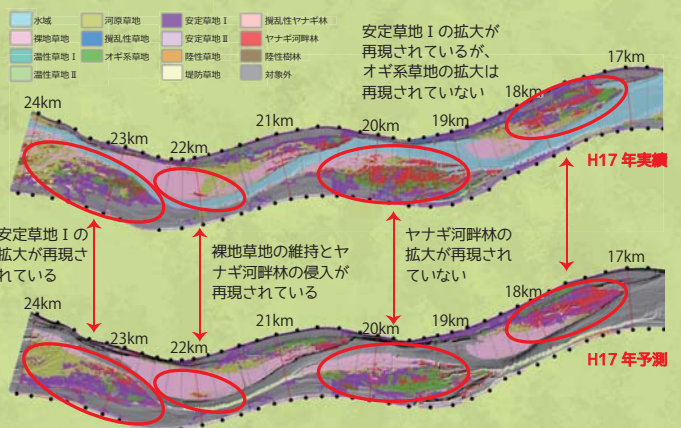 水域
河原草地
安定草地Ⅰ
撹乱性ヤナギ林
裸地草地
撹乱性草地
安定草地Ⅱ
ヤナギ河畔林
湿性草地Ⅰ
オギ系草地
陸性草地
陸性樹林
湿性草地Ⅱ
堤防草地
対象外
安定草地Ⅰの拡大が
再現されているが、
オギ系草地の拡大は
再現されていない
24km
23km
22km
21km
20km
19km
18km
17km
H17 年実績
安定草地Ⅰの
拡大が再現さ
れている
裸地草地の維持とヤ
ナギ河畔林の侵入が
再現されている
ヤナギ河畔林の
拡大が再現され
ていない
24km
23km
22km
21km
20km
19km
18km
17km
H17 年予測